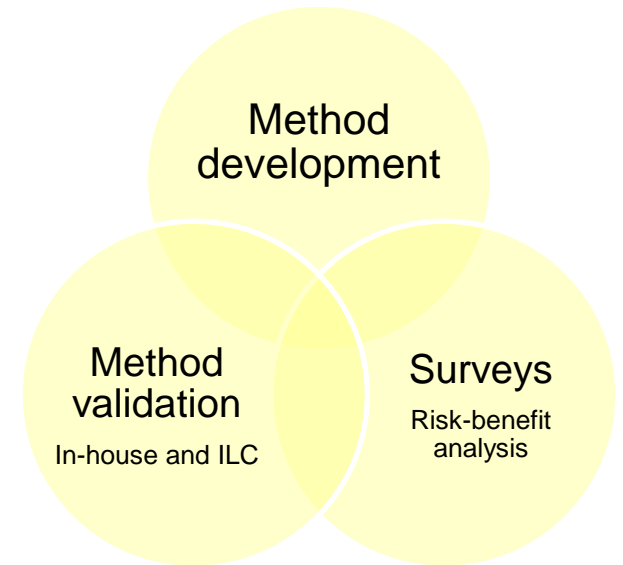 Method
development
Method
validation
In-house and ILC
Surveys
Risk-benefit
analysis